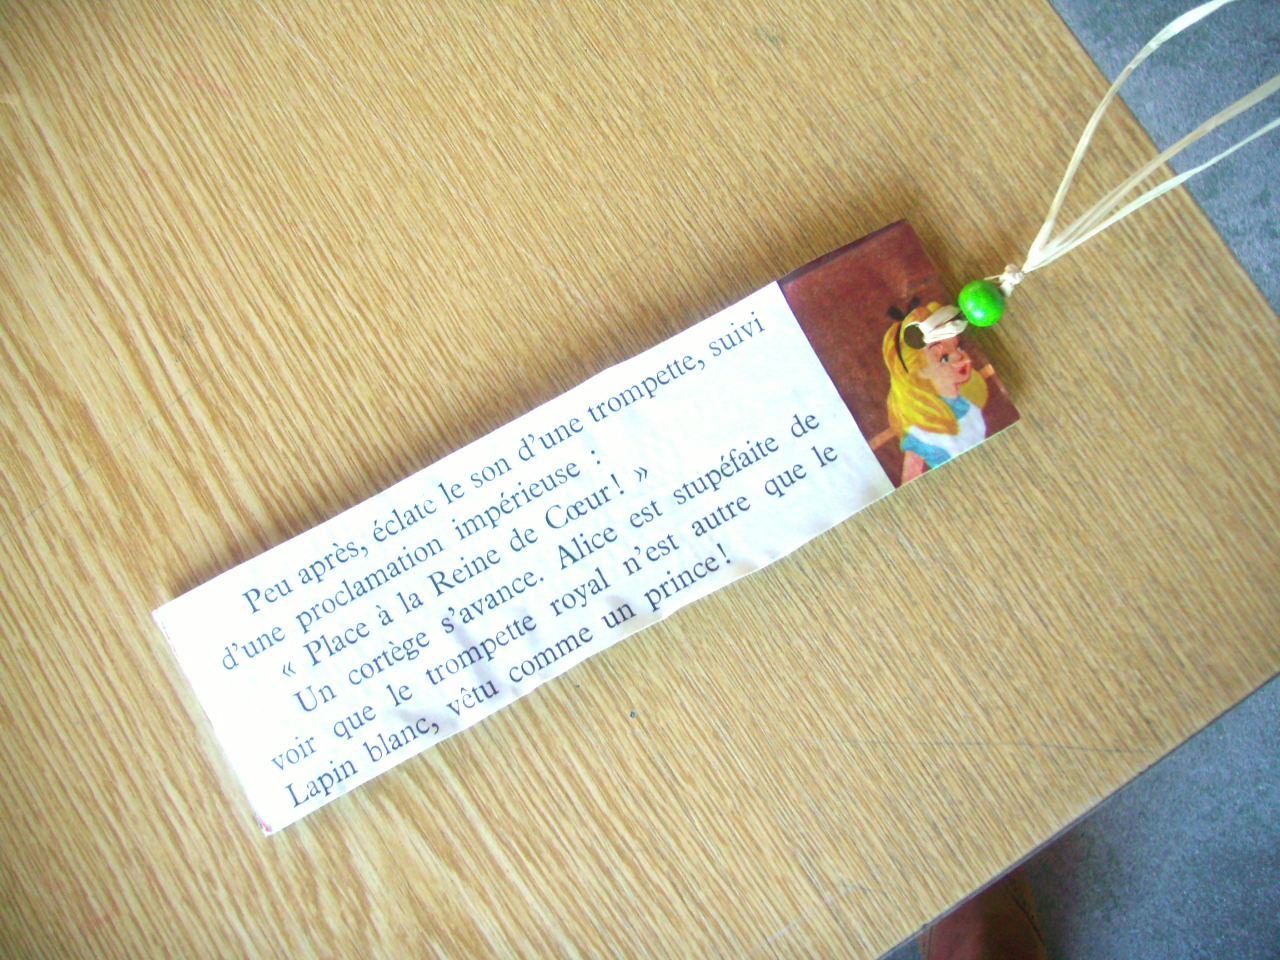 Peu après, éclate le son d'une trompette, suivi
d'une proclamation impérieuse :
« Place à la Reine de Cœur! »
Un cortège s'avance. Alice est stupéfaite de
voir que le trompette royal n'est autre que le
Lapin blanc, vêtu comme un prince!